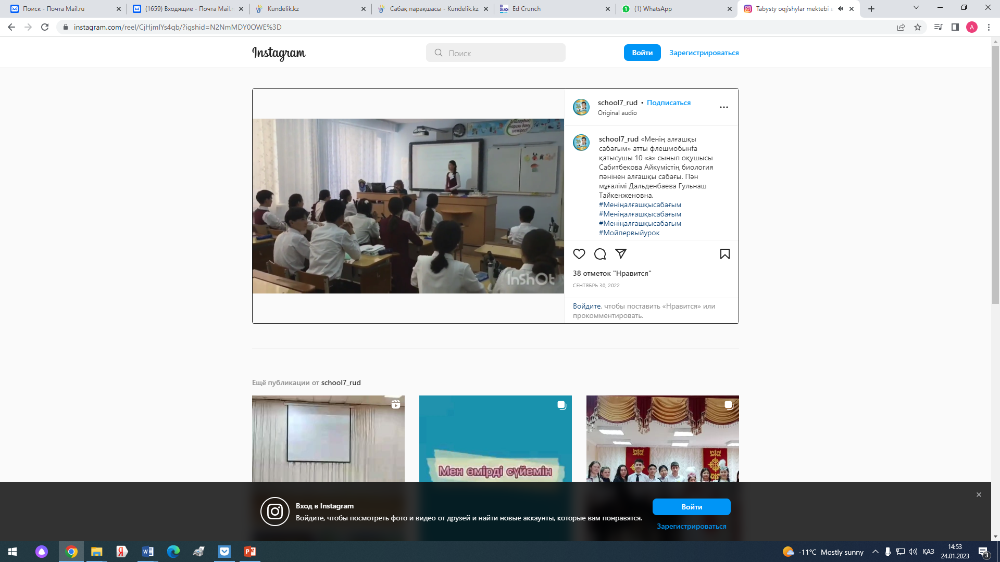 Поиск - Почта Mail.ru
(1659) Входящие - Почта Mail.r
Kundelik.kz
Сабақ парақшасы - Kundelik.kz
Ed Crunch
(1) WhatsApp
Tabysty oqýshylar mektebi в
instagram.com/reel/CjHjmlYs4qb/?igshid=N2NmMDY0OWE%3D
A
Instagram
Поиск
Войти
Зарегистрироваться
school7_rud • Подписаться
Original audio
school7_rud «Менің алғашқы
сабағым» атты флешмобынға
қатысушы 10 «а» сынып оқушысы
Сабитбекова Айкүмістің биология
пәнінен алғашқы сабағы. Пән
мұғалімі Дальденбаева Гульнаш
Тайкенженовна.
#Меніңалғашқысабағым
#Меніңалғашқысабағым
#Меніңалғашқысабағым
#Мойпервыйурок
InShOt
38 отметок "Нравится"
СЕНТЯБРЬ 30, 2022
Войдите, чтобы поставить «Нравится» или
прокомментировать.
Ещё публикации от school7_rud
Мен өмірді сүйемін
Вход в Instagram
Войдите, чтобы посмотреть фото и видео от друзей и найти новые аккаунты, которые вам понравятся.
Войти
Зарегистрироваться
-11°C Mostly sunny
ҚАЗ
14:53
24.01.2023
3